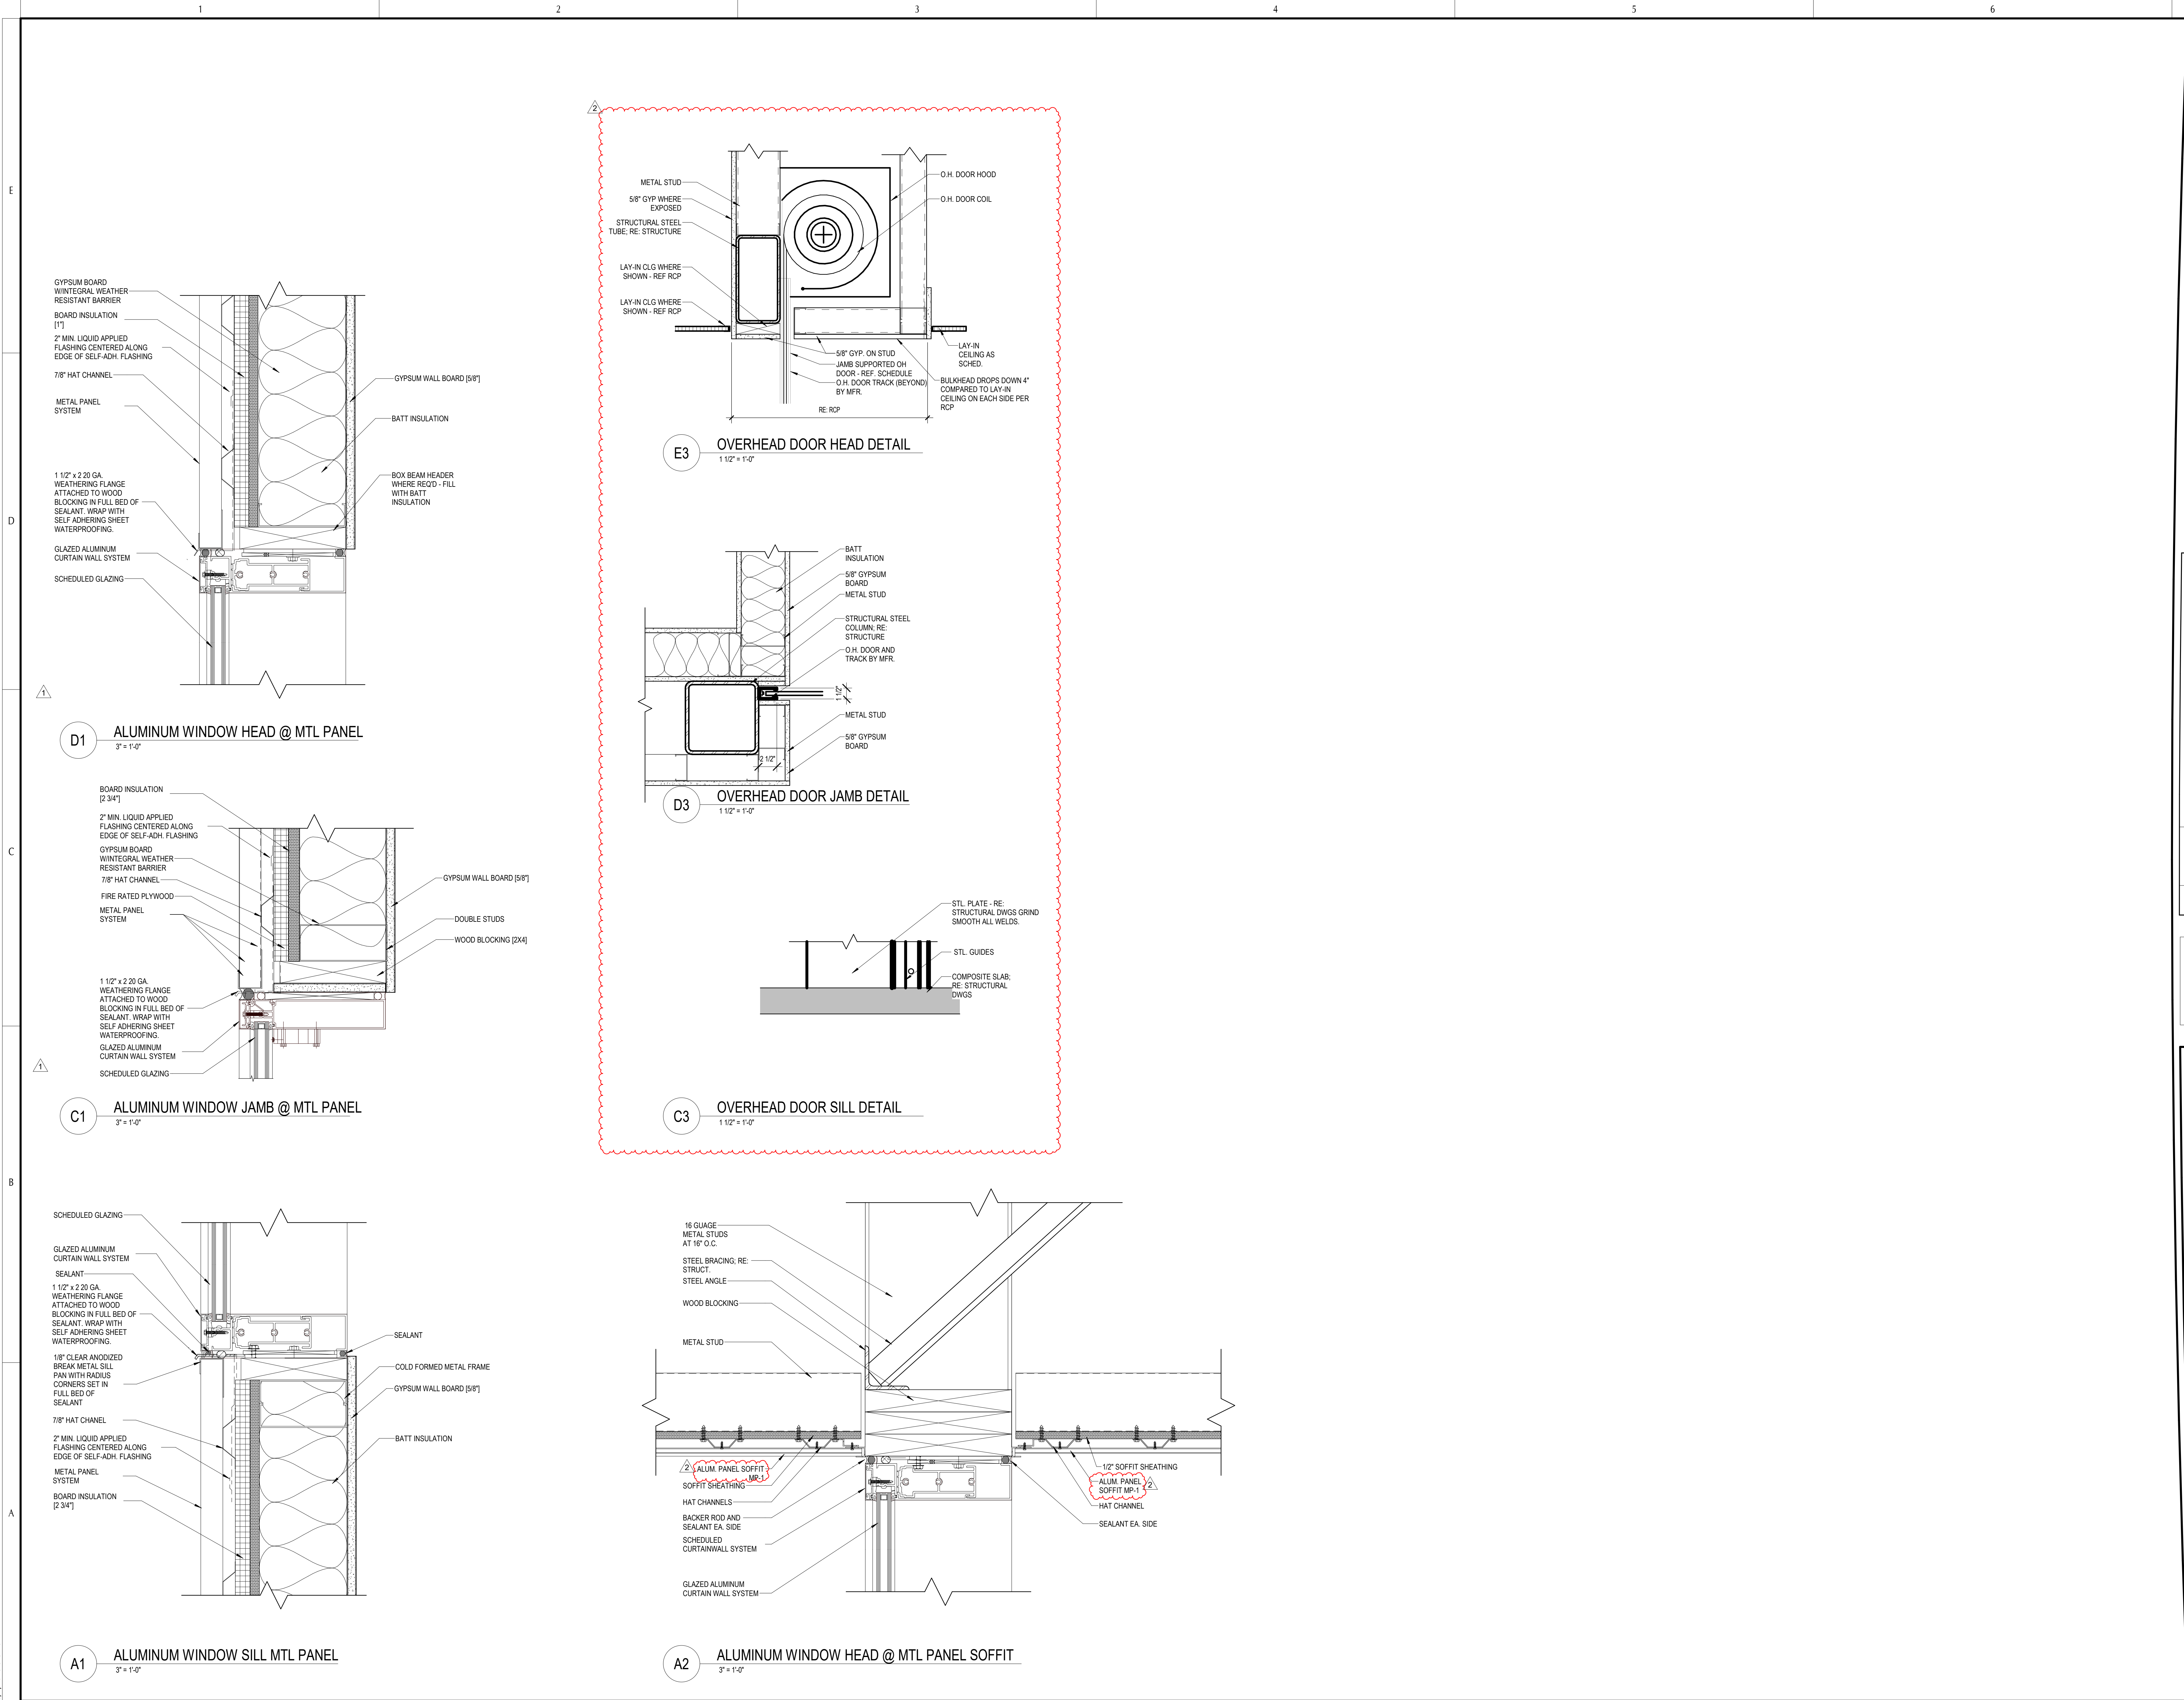 1
2
3
4
5
6
E
D
C
B
A
GYPSUM BOARD
W/INTEGRAL WEATHER
RESISTANT BARRIER
BOARD INSULATION
[1"]
2" MIN. LIQUID APPLIED
FLASHING CENTERED ALONG
EDGE OF SELF-ADH. FLASHING
7/8" HAT CHANNEL
METAL PANEL
SYSTEM
1 1/2" x 2 20 GA.
WEATHERING FLANGE
ATTACHED TO WOOD
BLOCKING IN FULL BED OF
SEALANT. WRAP WITH
SELF ADHERING SHEET
WATERPROOFING.
GLAZED ALUMINUM
CURTAIN WALL SYSTEM
SCHEDULED GLAZING
GYPSUM WALL BOARD [5/8"]
BATT INSULATION
BOX BEAM HEADER
WHERE REQ'D - FILL
WITH BATT
INSULATION
1
D1
ALUMINUM WINDOW HEAD @ MTL PANEL
3" = 1'-0"
BOARD INSULATION
[2 3/4"]
2" MIN. LIQUID APPLIED
FLASHING CENTERED ALONG
EDGE OF SELF-ADH. FLASHING
GYPSUM BOARD
W/INTEGRAL WEATHER
RESISTANT BARRIER
7/8" HAT CHANNEL
FIRE RATED PLYWOOD
METAL PANEL
SYSTEM
1 1/2" x 2 20 GA.
WEATHERING FLANGE
ATTACHED TO WOOD
BLOCKING IN FULL BED OF
SEALANT. WRAP WITH
SELF ADHERING SHEET
WATERPROOFING.
GLAZED ALUMINUM
CURTAIN WALL SYSTEM
SCHEDULED GLAZING
GYPSUM WALL BOARD [5/8"]
DOUBLE STUDS
WOOD BLOCKING [2X4]
1
C1
ALUMINUM WINDOW JAMB @ MTL PANEL
3" = 1'-0"
SCHEDULED GLAZING
GLAZED ALUMINUM
CURTAIN WALL SYSTEM
SEALANT
1 1/2" x 2 20 GA.
WEATHERING FLANGE
ATTACHED TO WOOD
BLOCKING IN FULL BED OF
SEALANT. WRAP WITH
SELF ADHERING SHEET
WATERPROOFING.
1/8" CLEAR ANODIZED
BREAK METAL SILL
PAN WITH RADIUS
CORNERS SET IN
FULL BED OF
SEALANT
7/8" HAT CHANEL
2" MIN. LIQUID APPLIED
FLASHING CENTERED ALONG
EDGE OF SELF-ADH. FLASHING
METAL PANEL
SYSTEM
BOARD INSULATION
[2 3/4"]
SEALANT
COLD FORMED METAL FRAME
GYPSUM WALL BOARD [5/8"]
BATT INSULATION
A1
ALUMINUM WINDOW SILL MTL PANEL
3" = 1'-0"
2
METAL STUD
5/8" GYP WHERE
EXPOSED
STRUCTURAL STEEL
TUBE; RE: STRUCTURE
LAY-IN CLG WHERE
SHOWN - REF RCP
LAY-IN CLG WHERE
SHOWN - REF RCP
O.H. DOOR HOOD
O.H. DOOR COIL
LAY-IN
CEILING AS
SCHED.
5/8" GYP. ON STUD
JAMB SUPPORTED OH
DOOR - REF. SCHEDULE
O.H. DOOR TRACK (BEYOND)
BY MFR.
BULKHEAD DROPS DOWN 4"
COMPARED TO LAY-IN
CEILING ON EACH SIDE PER
RCP
RE: RCP
E3
OVERHEAD DOOR HEAD DETAIL
1 1/2" = 1'-0"
BATT
INSULATION
5/8" GYPSUM
BOARD
METAL STUD
STRUCTURAL STEEL
COLUMN; RE:
STRUCTURE
O.H. DOOR AND
TRACK BY MFR.
1 1/2"
METAL STUD
5/8" GYPSUM
BOARD
2 1/2"
D3
OVERHEAD DOOR JAMB DETAIL
1 1/2" = 1'-0"
STL. PLATE - RE:
STRUCTURAL DWGS GRIND
SMOOTH ALL WELDS.
STL. GUIDES
COMPOSITE SLAB;
RE: STRUCTURAL
DWGS
C3
OVERHEAD DOOR SILL DETAIL
1 1/2" = 1'-0"
16 GUAGE
METAL STUDS
AT 16" O.C.
STEEL BRACING; RE:
STRUCT.
STEEL ANGLE
WOOD BLOCKING
METAL STUD
2
ALUM. PANEL SOFFIT
MP-1
SOFFIT SHEATHING
HAT CHANNELS
BACKER ROD AND
SEALANT EA. SIDE
SCHEDULED
CURTAINWALL SYSTEM
GLAZED ALUMINUM
CURTAIN WALL SYSTEM
1/2" SOFFIT SHEATHING
ALUM. PANEL
SOFFIT MP-1
2
HAT CHANNEL
SEALANT EA. SIDE
A2
ALUMINUM WINDOW HEAD @ MTL PANEL SOFFIT
3" = 1'-0"